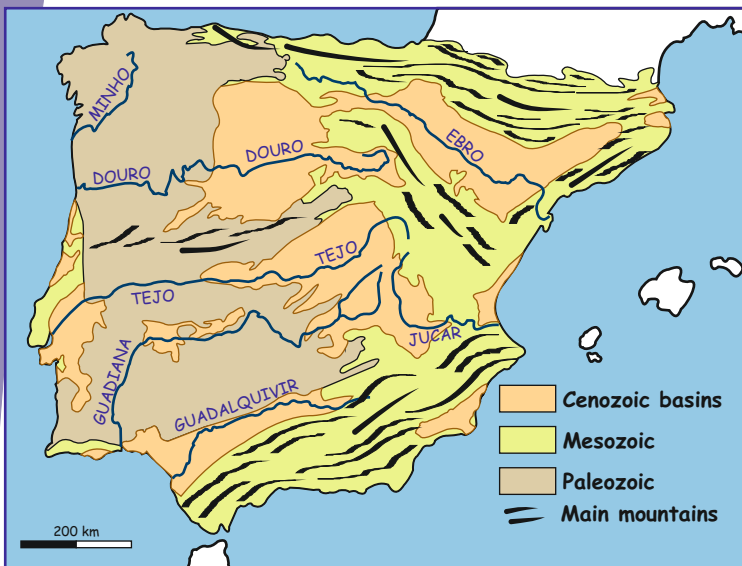 MINHO
DOURO
DOURO
EBRO
TEJO
TEJO
JUCAR
GUADIANA
GUADALQUIVIR
Cenozoic basins
Mesozoic
Paleozoic
Main mountains
200 km